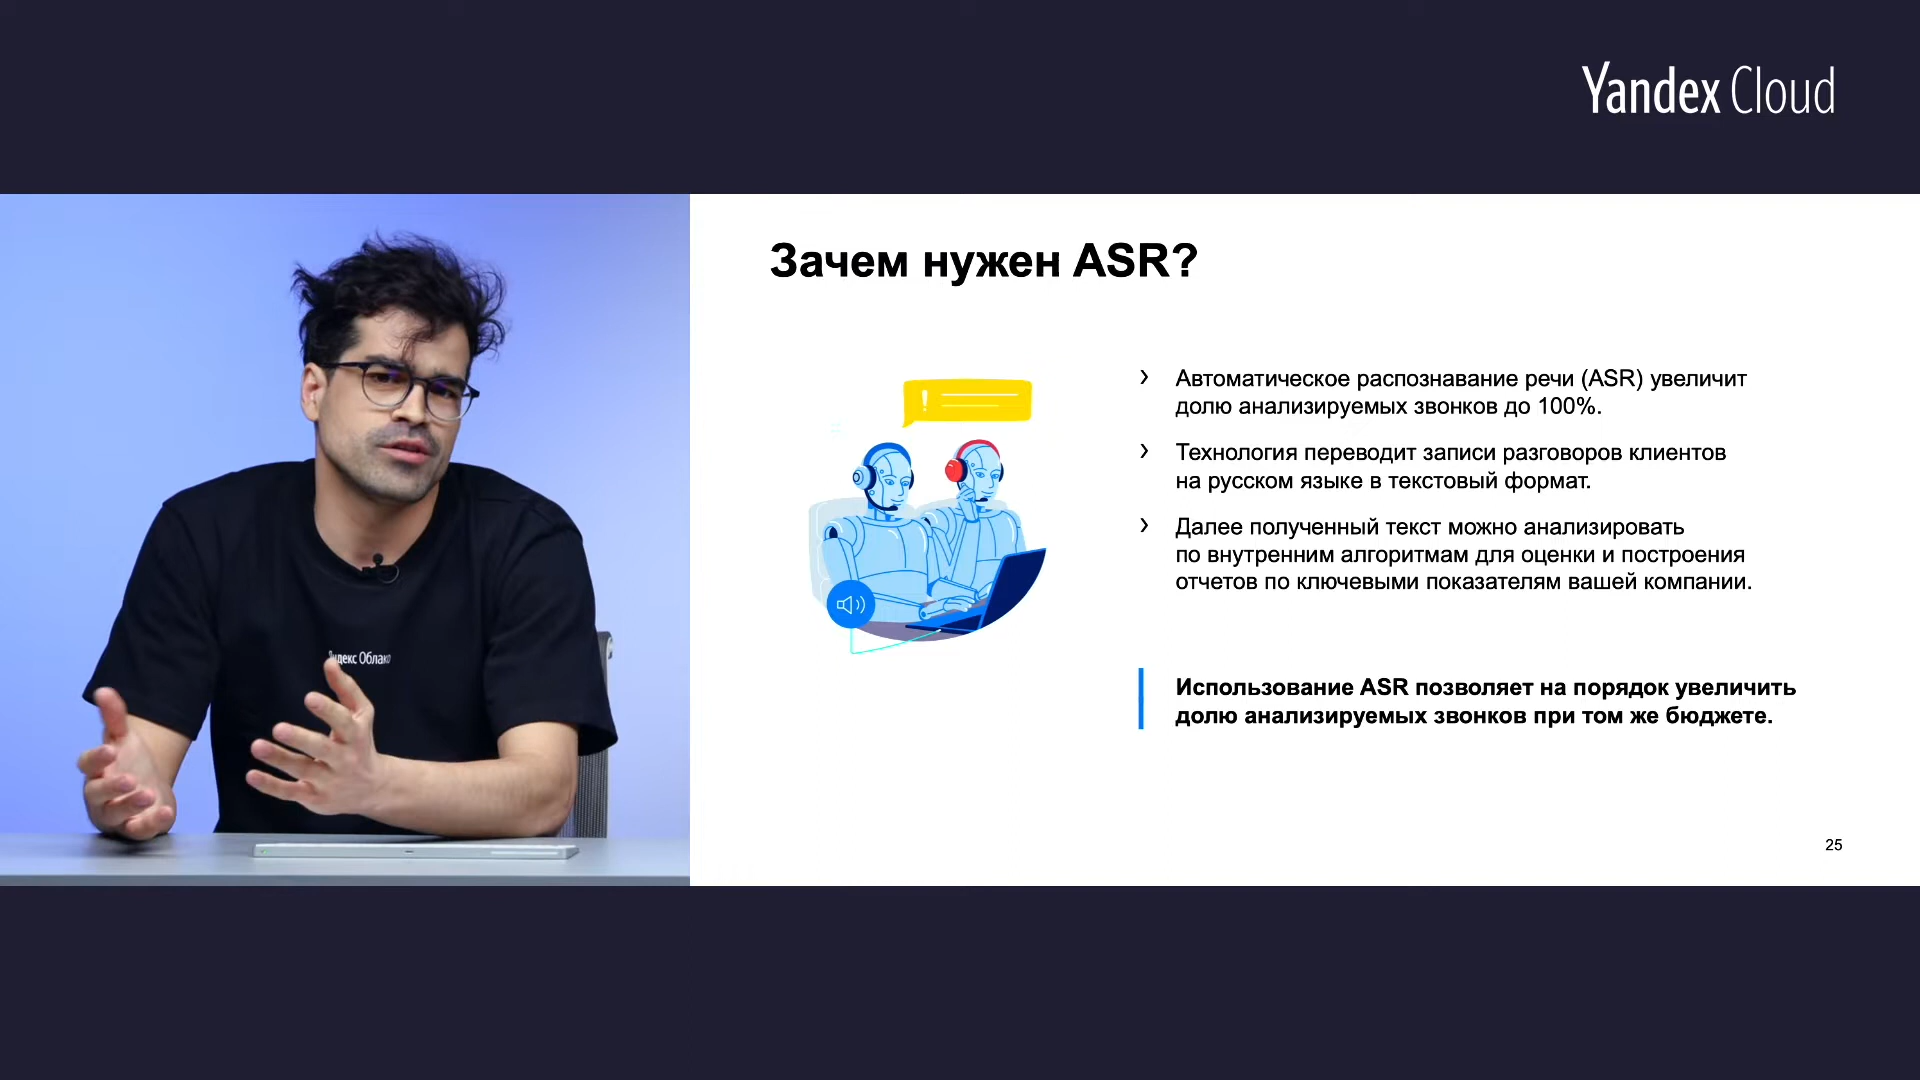 Yandex Cloud
Зачем нужен ASR?
› Автоматическое распознавание речи (ASR) увеличит
долю анализируемых звонков до 100%.
› Технология переводит записи разговоров клиентов
на русском языке в текстовый формат.
› Далее полученный текст можно анализировать
по внутренним алгоритмам для оценки и построения
отчетов по ключевыми показателям вашей компании.
Использование ASR позволяет на порядок увеличить
долю анализируемых звонков при том же бюджете.
Яндекс Облако
25